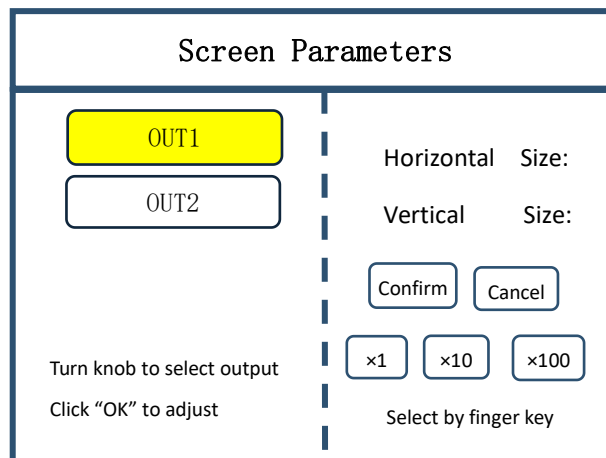 Screen Parameters
OUT1
OUT2
Turn knob to select output
Click “OK” to adjust
Horizontal Size:
Vertical Size:
Confirm Cancel
×1 ×10 ×100
Select by finger key